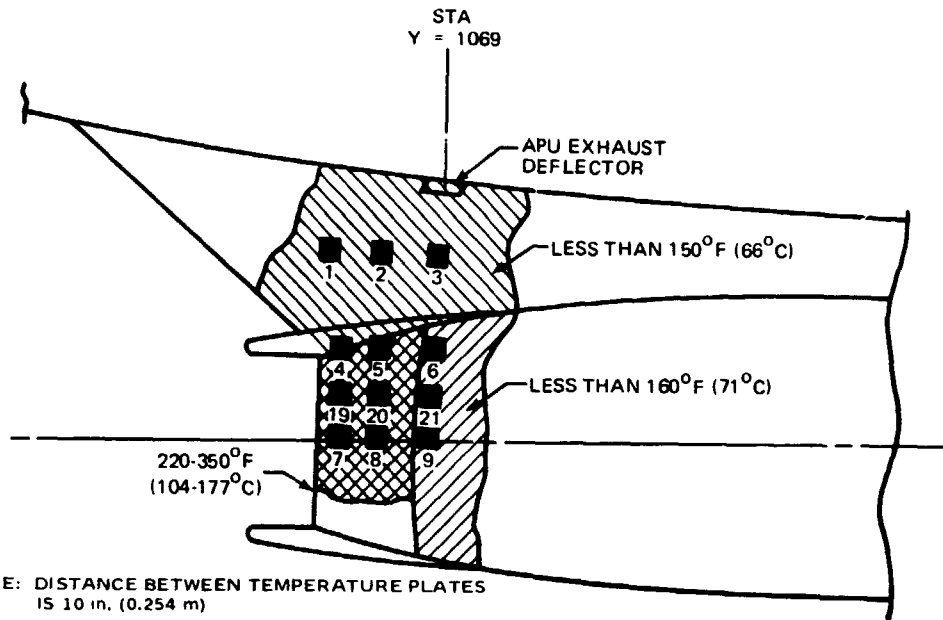 STA
Y = 1069
APU EXHAUST
DEFLECTOR
1 2 3
LESS THAN 150°F (66°C)
4 5 6
LESS THAN 160°F (71°C)
19 20 21
7 8 9
220-350°F
(104-177°C)
E: DISTANCE BETWEEN TEMPERATURE PLATES
IS 10 in. (0.254 m)